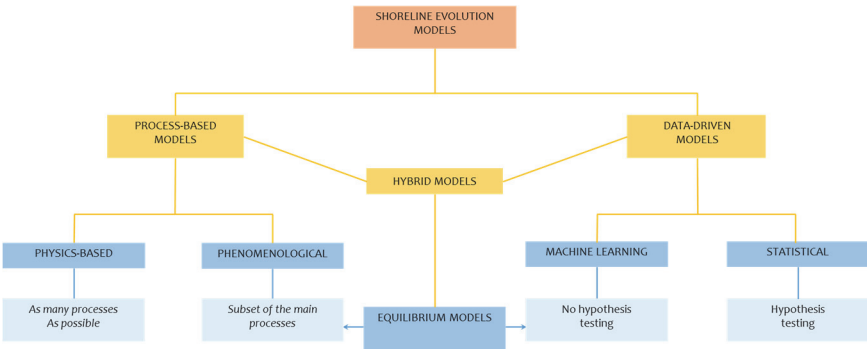 SHORELINE EVOLUTION
MODELS
PROCESS-BASED
MODELS
DATA-DRIVEN
MODELS
HYBRID MODELS
PHYSICS-BASED
PHENOMENOLOGICAL
MACHINE LEARNING
STATISTICAL
As many processes
As possible
Subset of the main
processes
EQUILIBRIUM MODELS
No hypothesis
testing
Hypothesis
testing